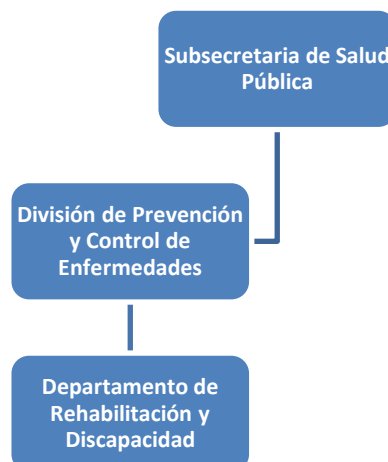 Subsecretaria de Salud
Pública
División de Prevención
y Control de
Enfermedades
Departamento de
Rehabilitación y
Discapacidad